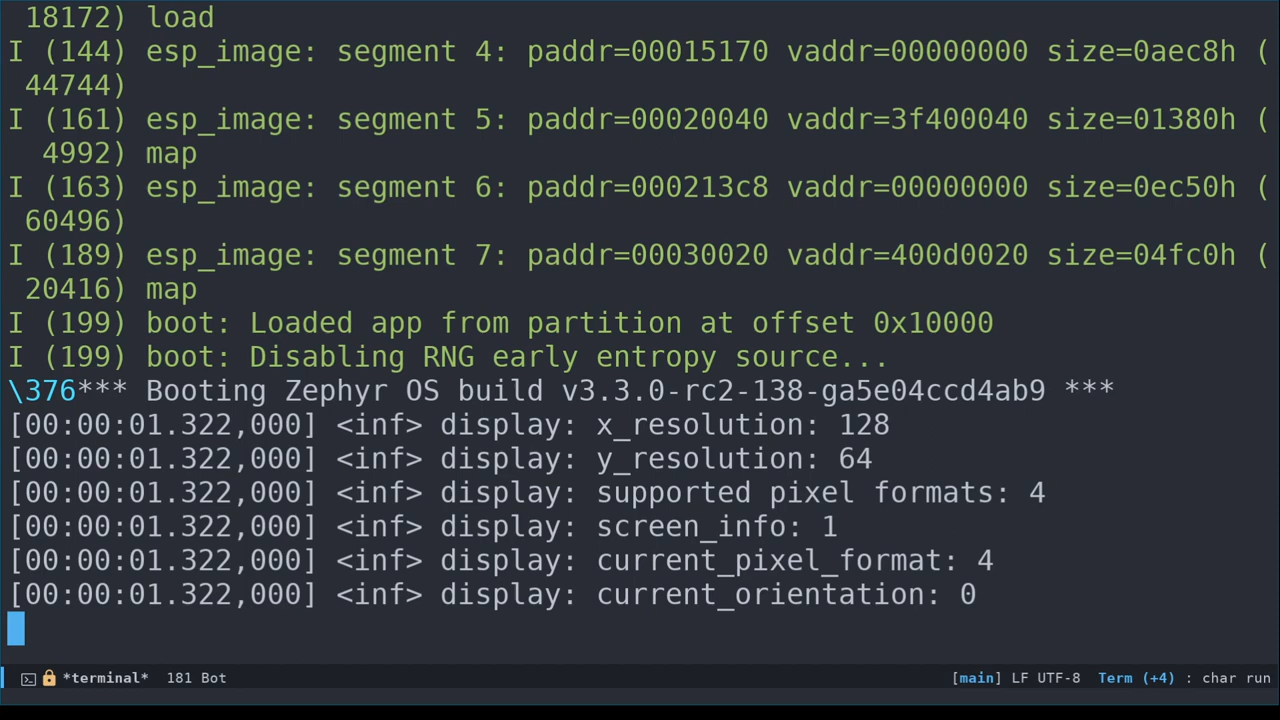 18172) load
I (144) esp_image: segment 4: paddr=00015170 vaddr=00000000 size=0aec8h (
44744)
I (161) esp_image: segment 5: paddr=00020040 vaddr=3f400040 size=01380h (
4992) map
I (163) esp_image: segment 6: paddr=000213c8 vaddr=00000000 size=0ec50h (
60496)
I (189) esp_image: segment 7: paddr=00030020 vaddr=400d0020 size=04fc0h (
20416) map
I (199) boot: Loaded app from partition at offset 0x10000
I (199) boot: Disabling RNG early entropy source...
\376*** Booting Zephyr OS build v3.3.0-rc2-138-ga5e04ccd4ab9 ***
[00:00:01.322,000] <inf> display: x_resolution: 128
[00:00:01.322,000] <inf> display: y_resolution: 64
[00:00:01.322,000] <inf> display: supported pixel formats: 4
[00:00:01.322,000] <inf> display: screen_info: 1
[00:00:01.322,000] <inf> display: current_pixel_format: 4
[00:00:01.322,000] <inf> display: current_orientation: 0
*terminal* 181 Bot [main] LF UTF-8 Term (+4) : char run